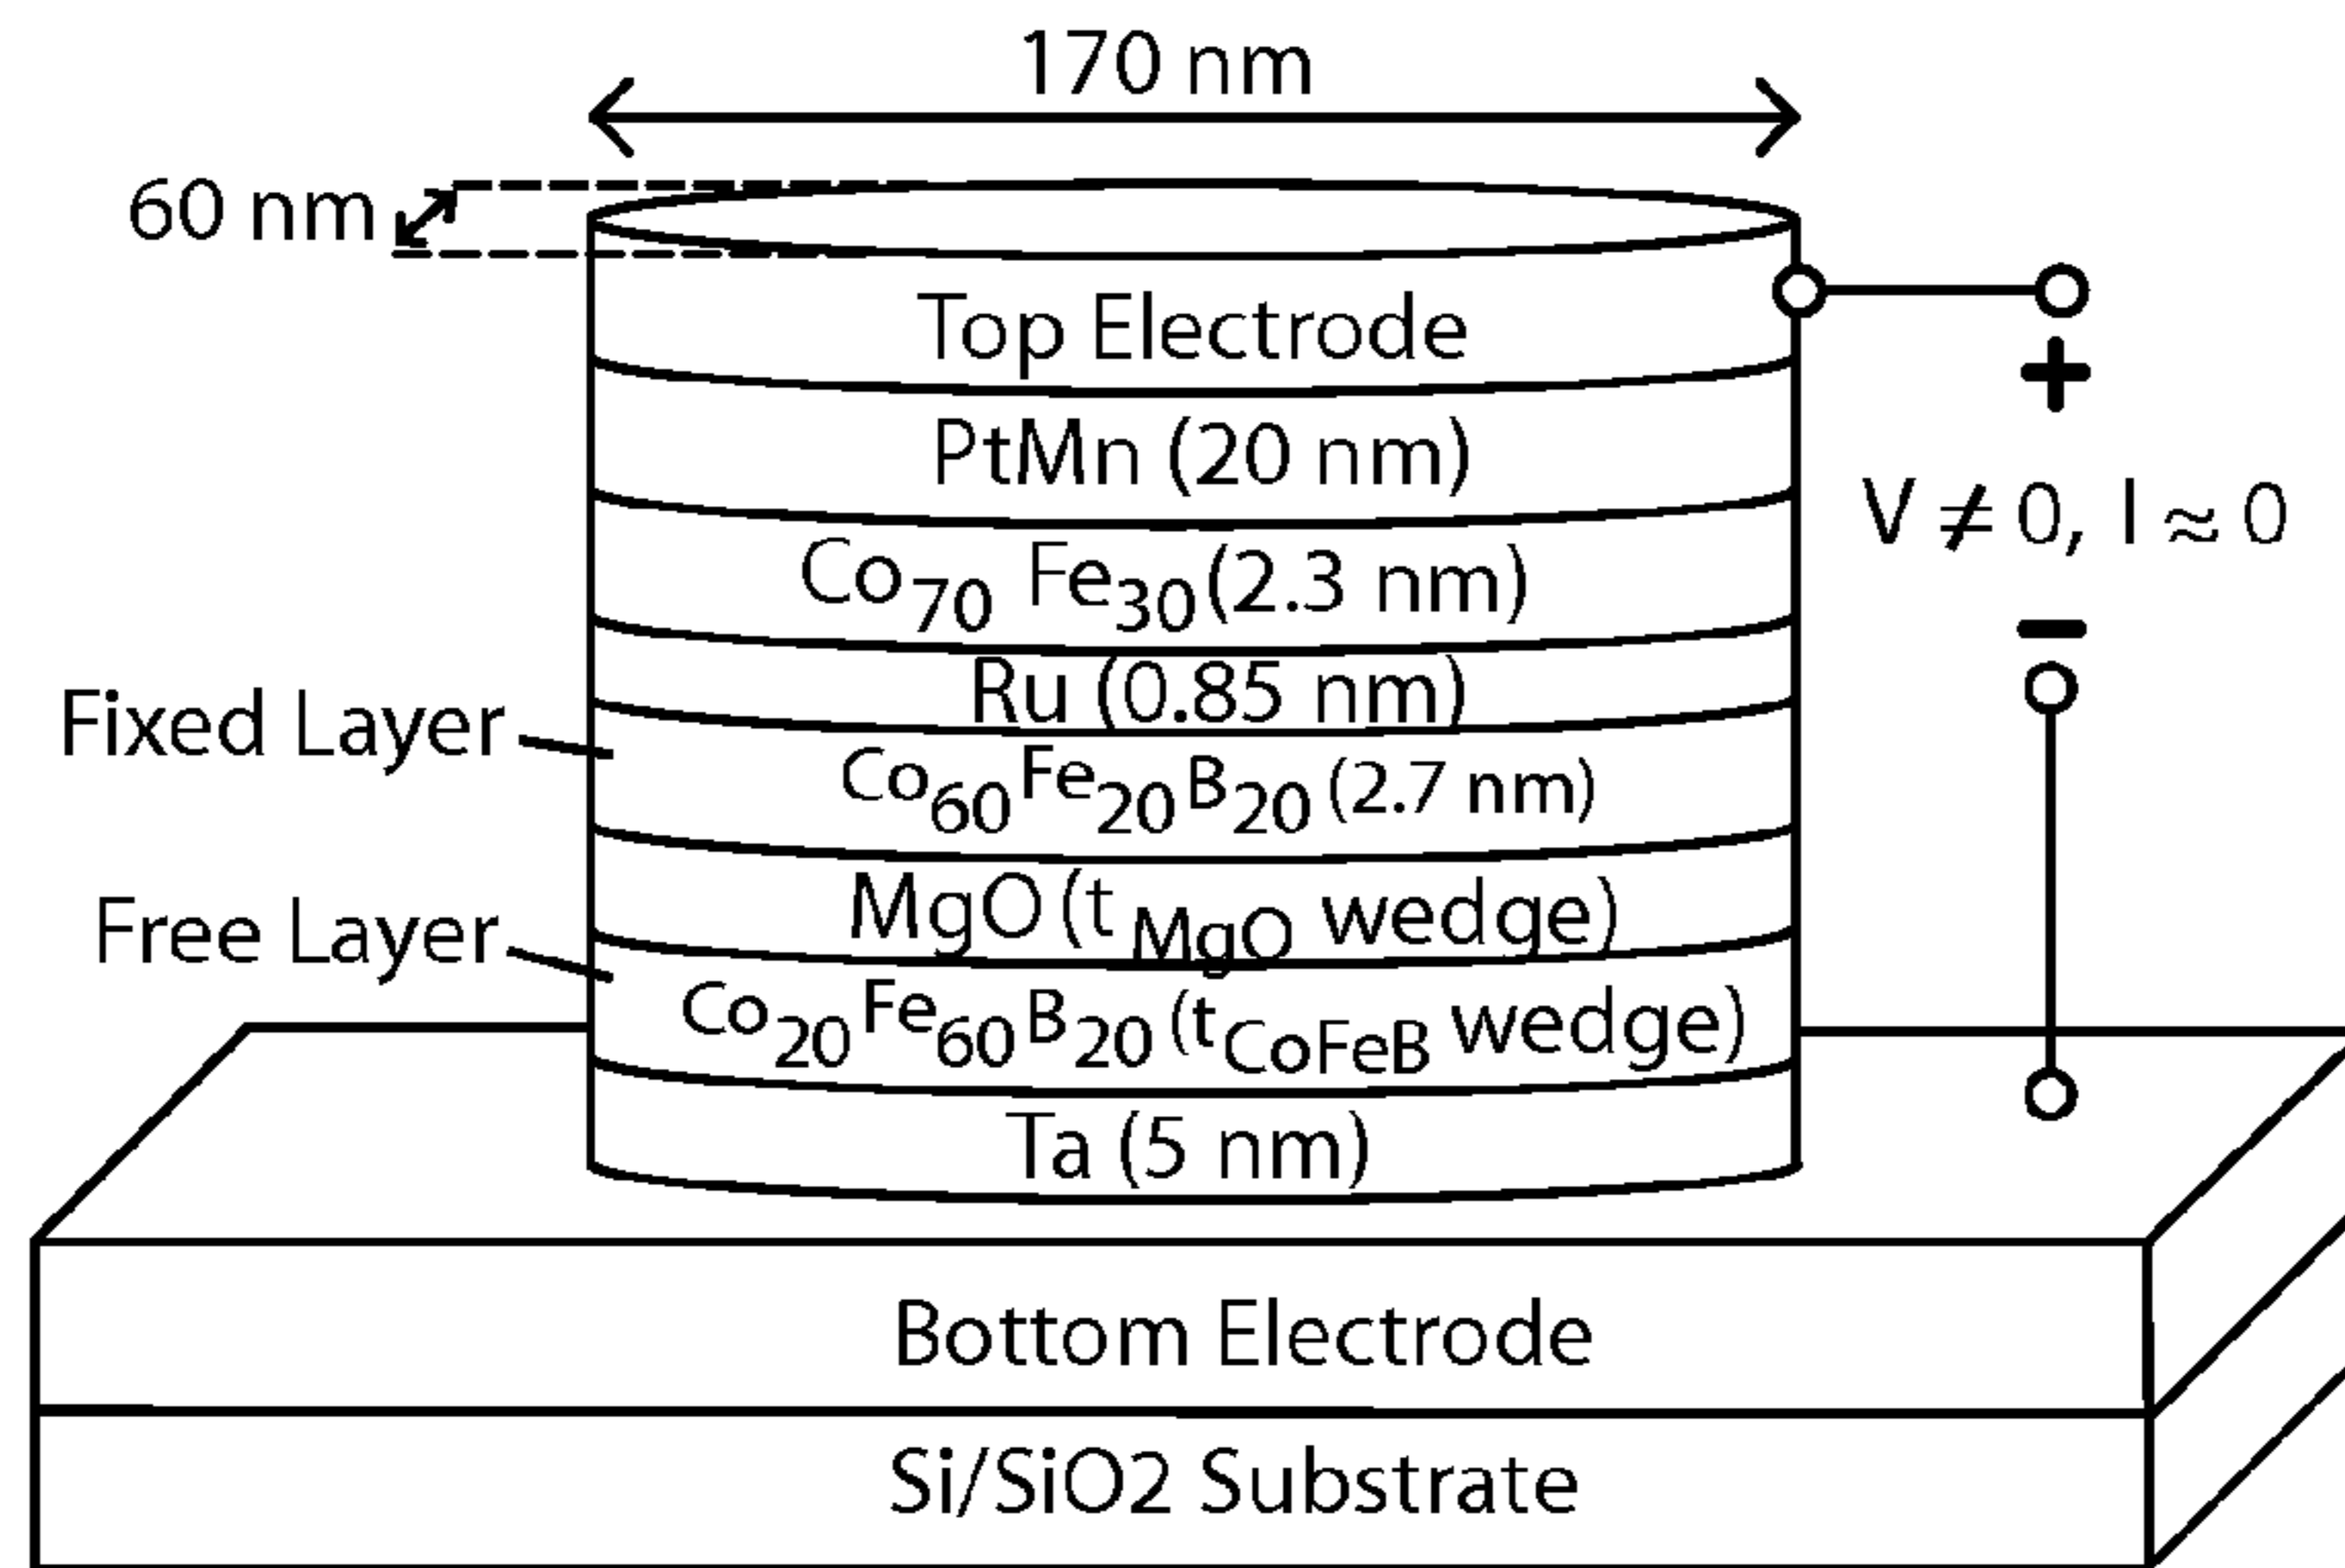 170 nm
60 nm
Top Electrode
+
PtMn (20 nm)
V ≠ 0, I ≈ 0
Co70 Fe30(2.3 nm)
−
Ru (0.85 nm)
Fixed Layer
Co60Fe20B20 (2.7 nm)
MgO (tMgO wedge)
Free Layer
Co20Fe60B20 (tCoFeB wedge)
Ta (5 nm)
Bottom Electrode
Si/SiO2 Substrate